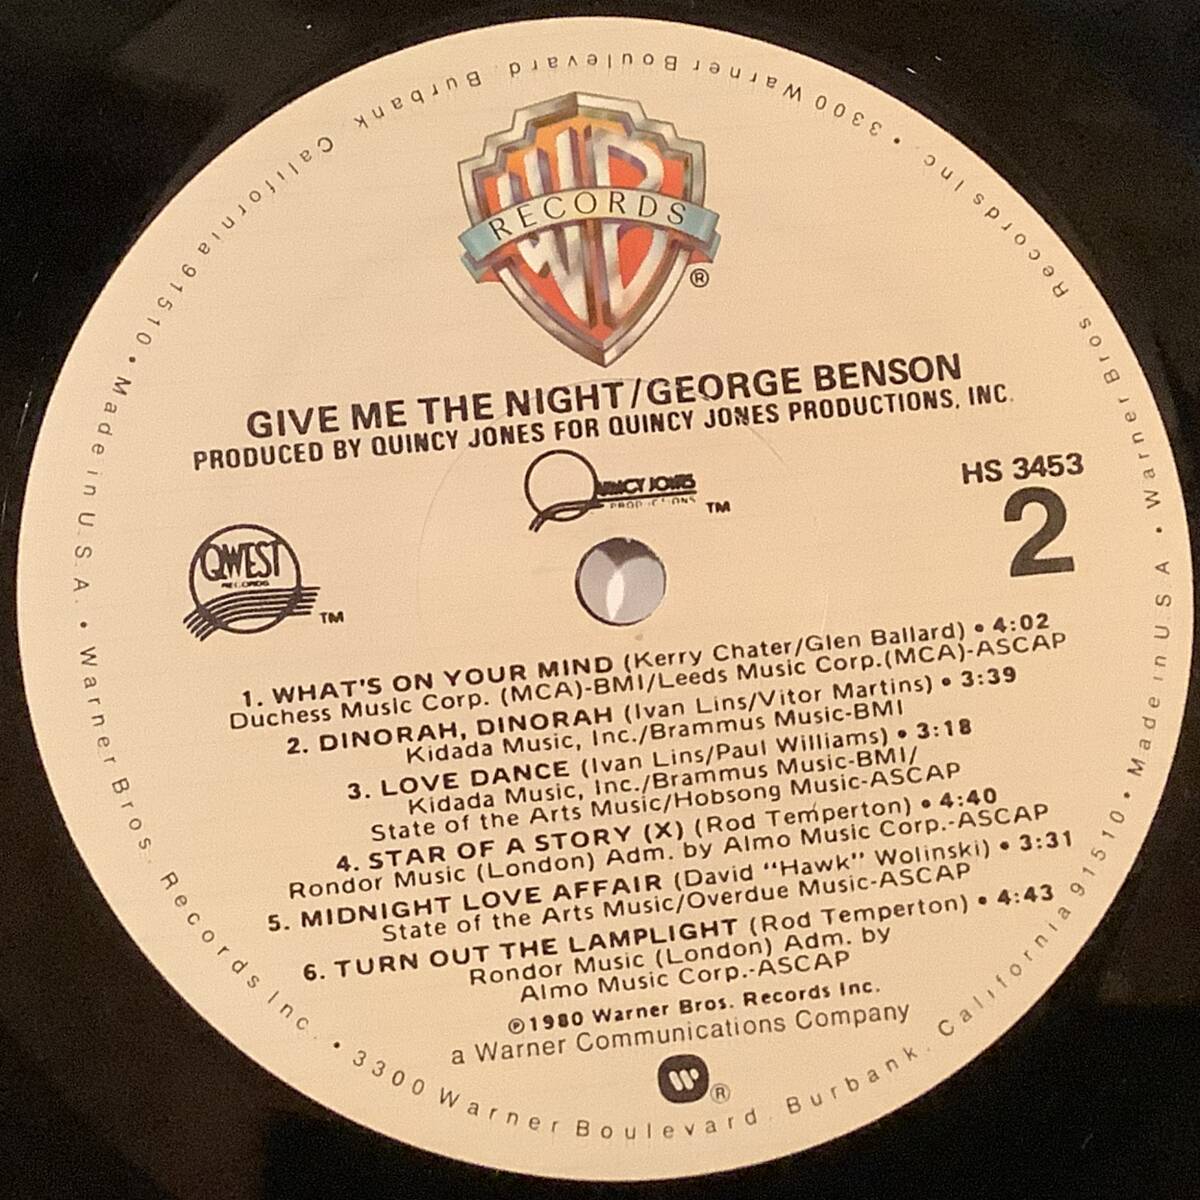 WB
RECORDS
®
GIVE ME THE NIGHT/GEORGE BENSON
PRODUCED BY QUINCY JONES FOR QUINCY JONES PRODUCTIONS, INC.
QUINCY JONES
PRODUCTIONS
TM
HS 3453
2
QWEST
RECORDS
TM
1. WHAT'S ON YOUR MIND (Kerry Chater/Glen Ballard) • 4:02
Duchess Music Corp. (MCA)-BMI/Leeds Music Corp.(MCA)-ASCAP
2. DINORAH, DINORAH (Ivan Lins/Vitor Martins) • 3:39
Kidada Music, Inc./Brammus Music-BMI
3. LOVE DANCE (Ivan Lins/Paul Williams) • 3:18
Kidada Music, Inc./Brammus Music-BMI/
State of the Arts Music/Hobsong Music-ASCAP
4. STAR OF A STORY (X) (Rod Temperton) • 4:40
Rondor Music (London) Adm. by Almo Music Corp.-ASCAP
5. MIDNIGHT LOVE AFFAIR (David "Hawk" Wolinski) • 3:31
State of the Arts Music/Overdue Music-ASCAP
6. TURN OUT THE LAMPLIGHT (Rod Temperton) • 4:43
Rondor Music (London) Adm. by
Almo Music Corp.-ASCAP
℗1980 Warner Bros. Records Inc.
a Warner Communications Company
W ®
Made in U.S.A. • Warner Bros. Records Inc. • 3300 Warner Boulevard, Burbank, California 91510 • Made in U.S.A. • Warner Bros. Records Inc. • 3300 Warner Boulevard, Burbank, California 91510 •